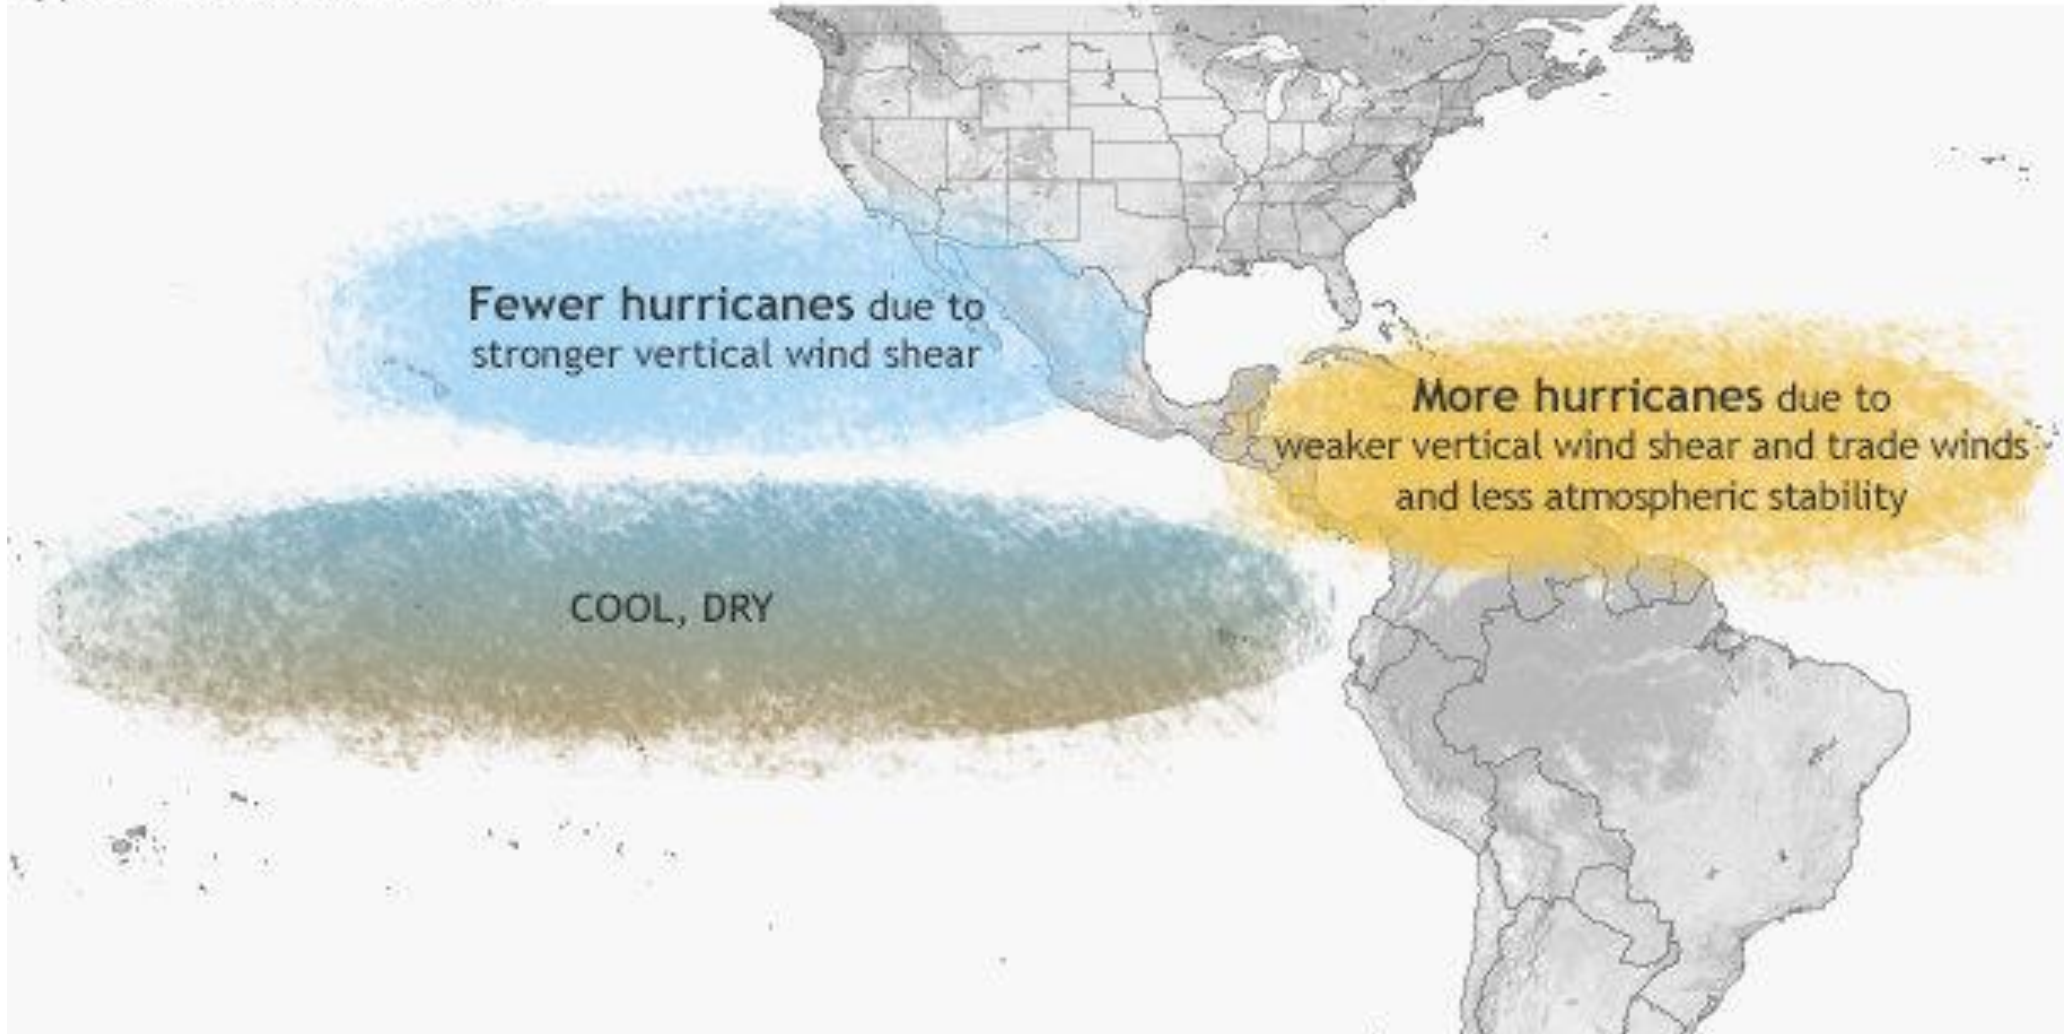 Fewer hurricanes due to
stronger vertical wind shear
More hurricanes due to
weaker vertical wind shear and trade winds
and less atmospheric stability
COOL, DRY